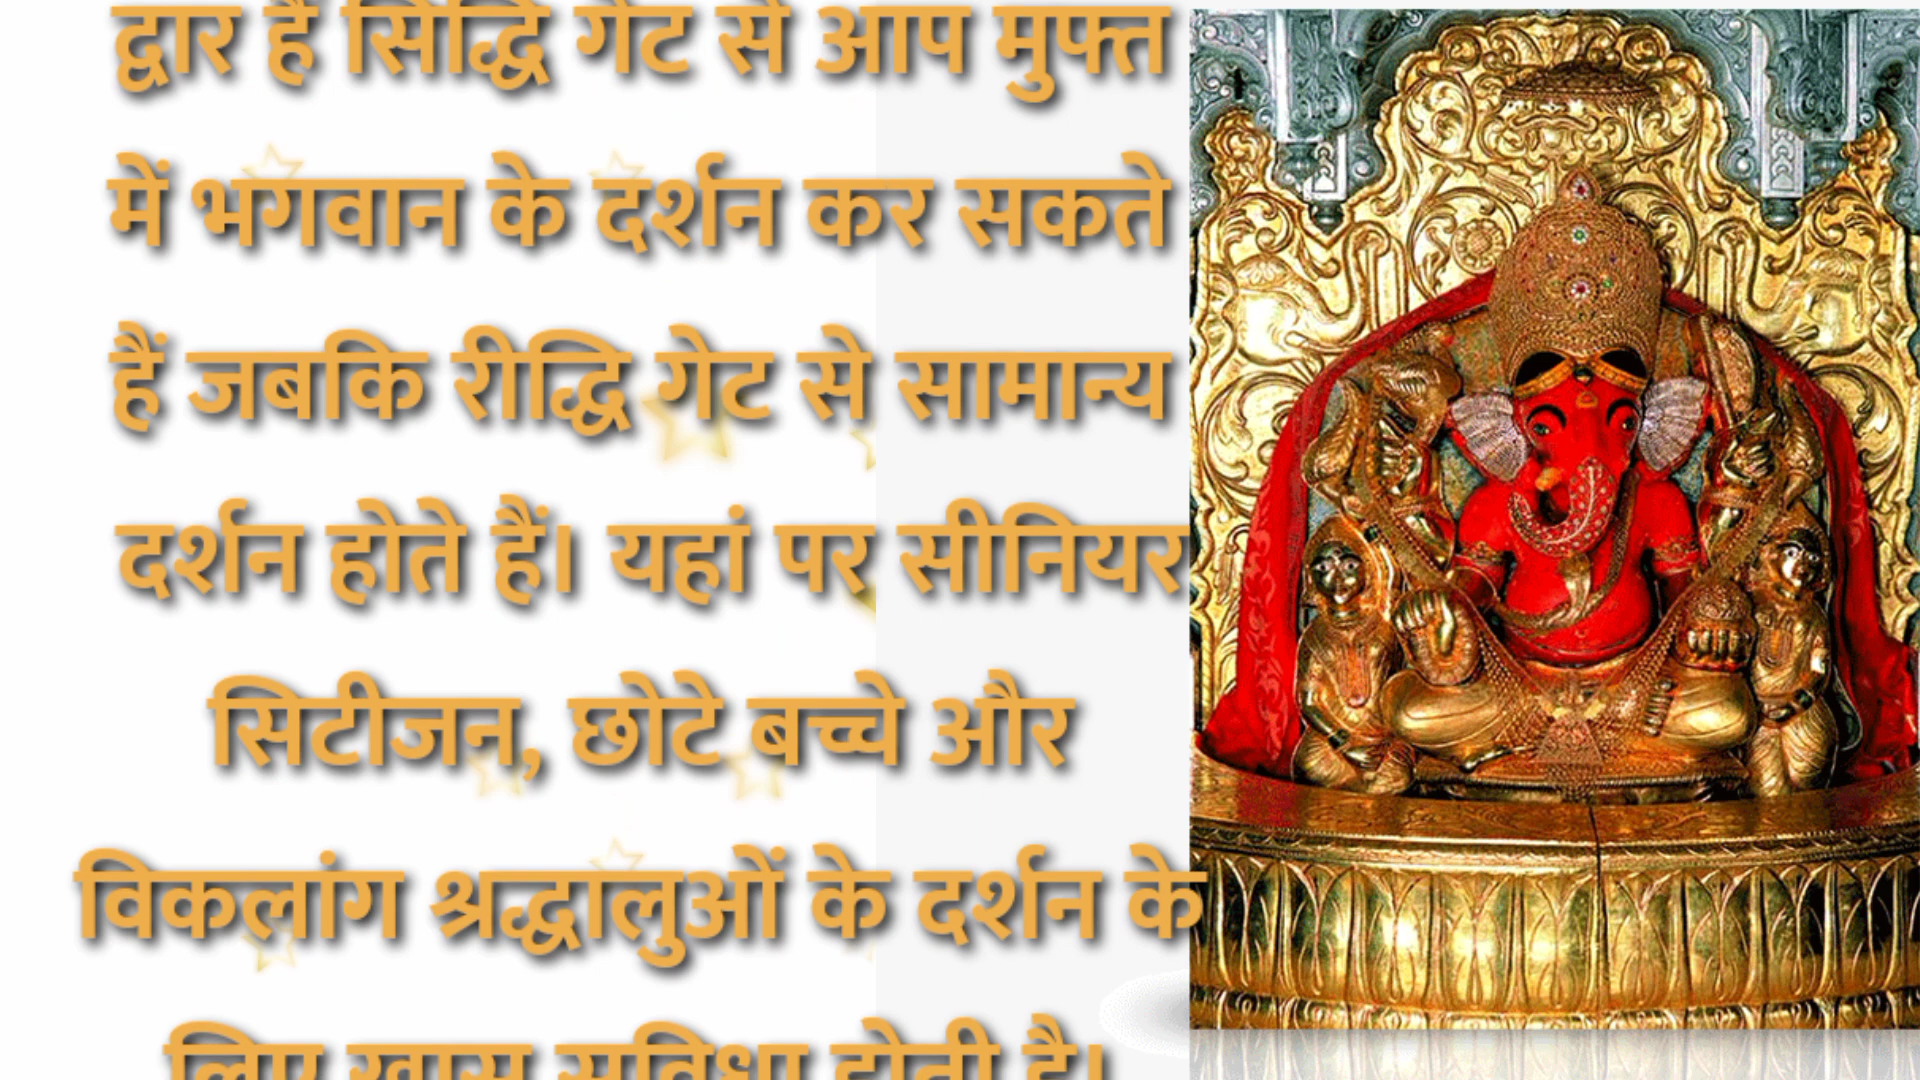 द्वार है सिद्धि गेट से आप मुफ्त
में भगवान के दर्शन कर सकते
हैं जबकि रीद्धि गेट से सामान्य
दर्शन होते हैं। यहां पर सीनियर
सिटीजन, छोटे बच्चे और
विकलांग श्रद्धालुओं के दर्शन के
लिए खास सुविधा होती है।